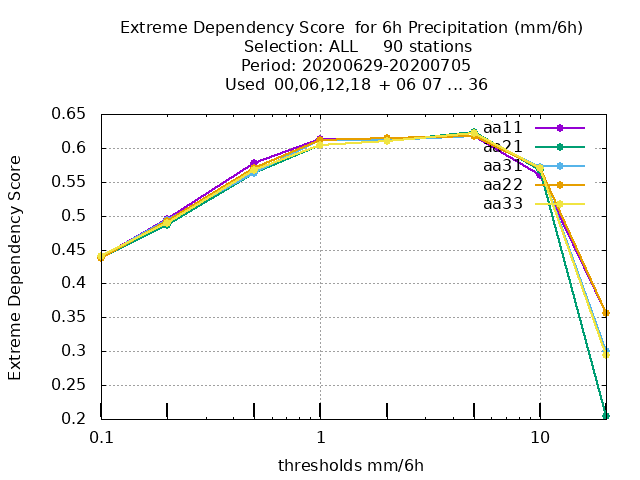 Extreme Dependency Score  for 6h Precipitation (mm/6h)
Selection: ALL     90 stations
Period: 20200629-20200705
Used  00,06,12,18 + 06 07 ... 36
Extreme Dependency Score
0.65
0.6
0.55
0.5
0.45
0.4
0.35
0.3
0.25
0.2
aa11
aa21
aa31
aa22
aa33
0.1
1
10
thresholds mm/6h